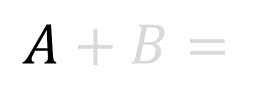 A + B =